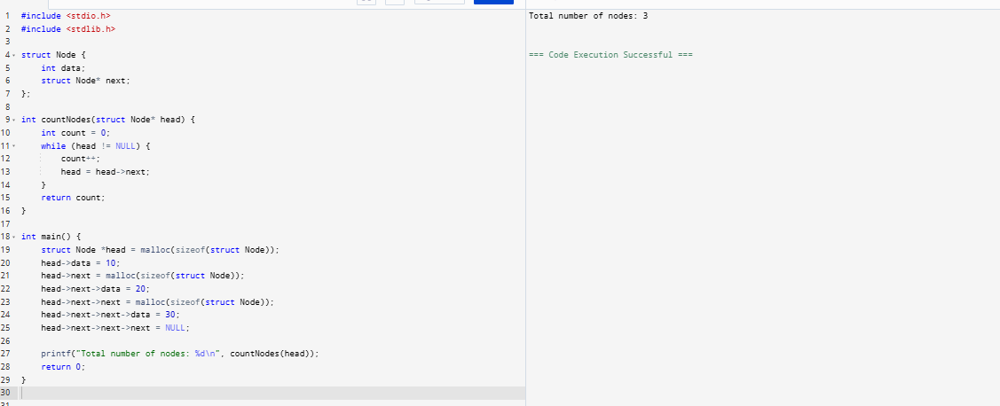 1 #include <stdio.h>
2 #include <stdlib.h>
3
4 struct Node {
5     int data;
6     struct Node* next;
7 };
8
9 int countNodes(struct Node* head) {
10     int count = 0;
11     while (head != NULL) {
12         count++;
13         head = head->next;
14     }
15     return count;
16 }
17
18 int main() {
19     struct Node *head = malloc(sizeof(struct Node));
20     head->data = 10;
21     head->next = malloc(sizeof(struct Node));
22     head->next->data = 20;
23     head->next->next = malloc(sizeof(struct Node));
24     head->next->next->data = 30;
25     head->next->next->next = NULL;
26
27     printf("Total number of nodes: %d\n", countNodes(head));
28     return 0;
29 }
30
31
Total number of nodes: 3
=== Code Execution Successful ===